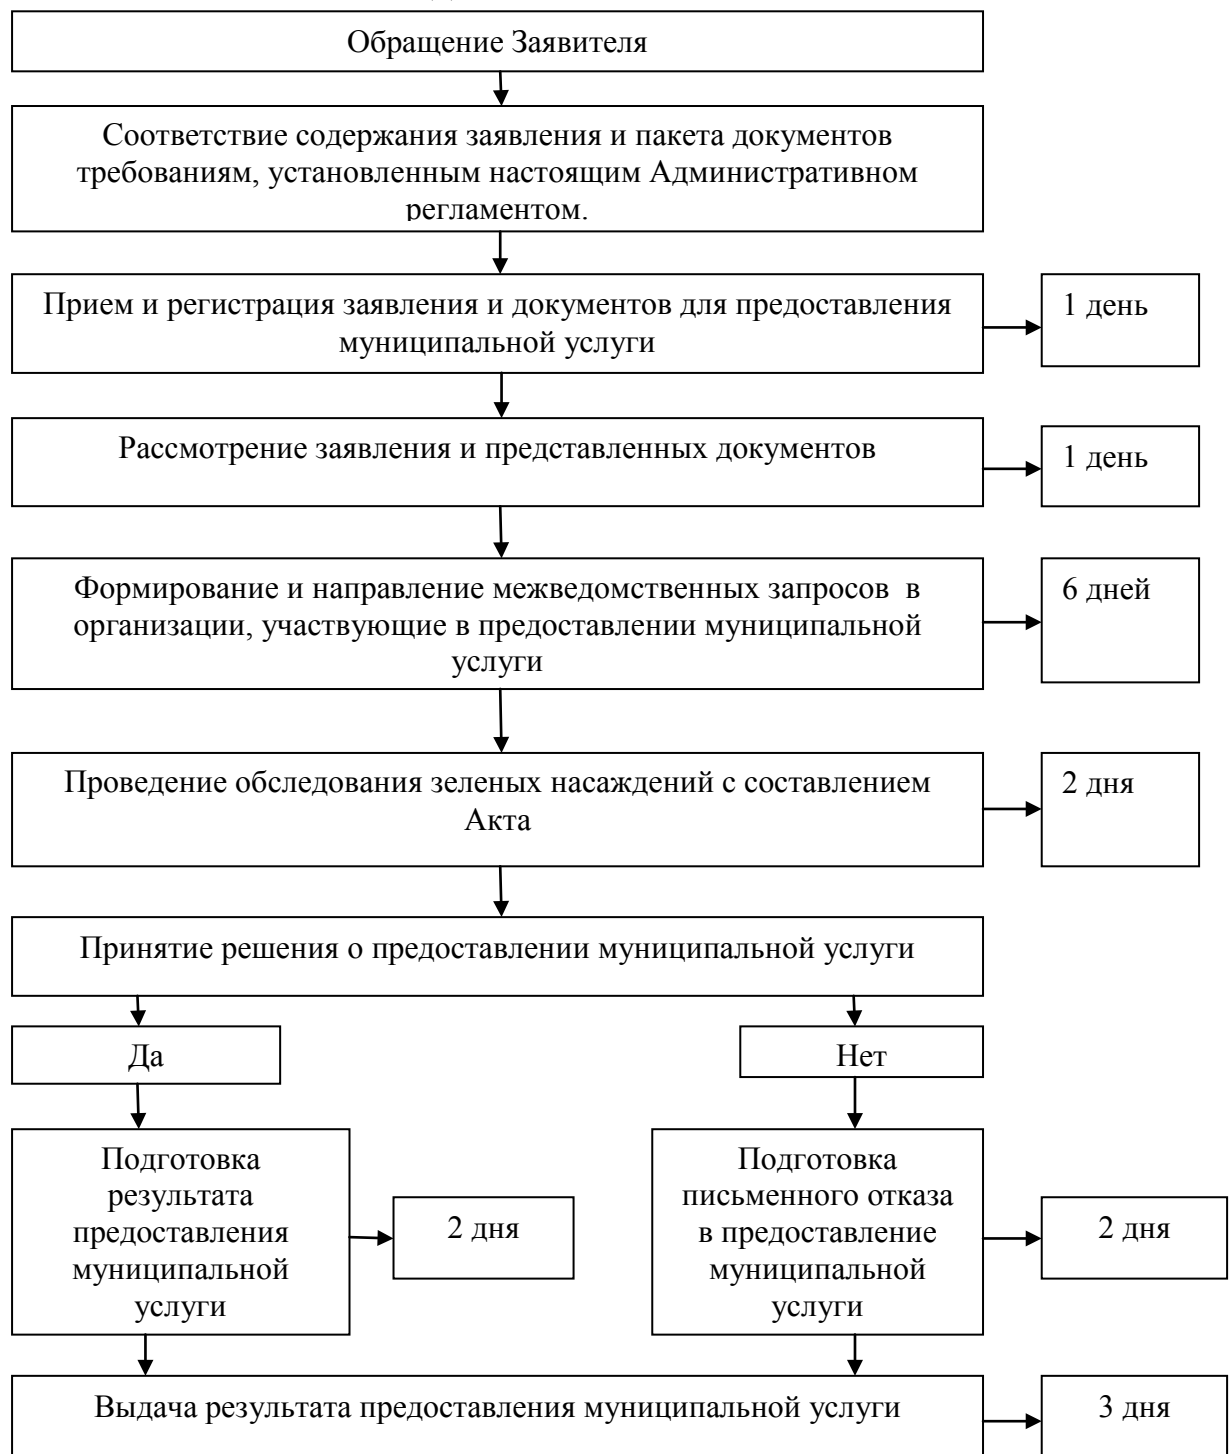 Обращение Заявителя
Соответствие содержания заявления и пакета документов
требованиям, установленным настоящим Административном
регламентом.
Прием и регистрация заявления и документов для предоставления
муниципальной услуги
1 день
Рассмотрение заявления и представленных документов
1 день
Формирование и направление межведомственных запросов  в
организации, участвующие в предоставлении муниципальной
услуги
6 дней
Проведение обследования зеленых насаждений с составлением
Акта
2 дня
Принятие решения о предоставлении муниципальной услуги
Да
Нет
Подготовка
результата
предоставления
муниципальной
услуги
2 дня
Подготовка
письменного отказа
в предоставление
муниципальной
услуги
2 дня
Выдача результата предоставления муниципальной услуги
3 дня